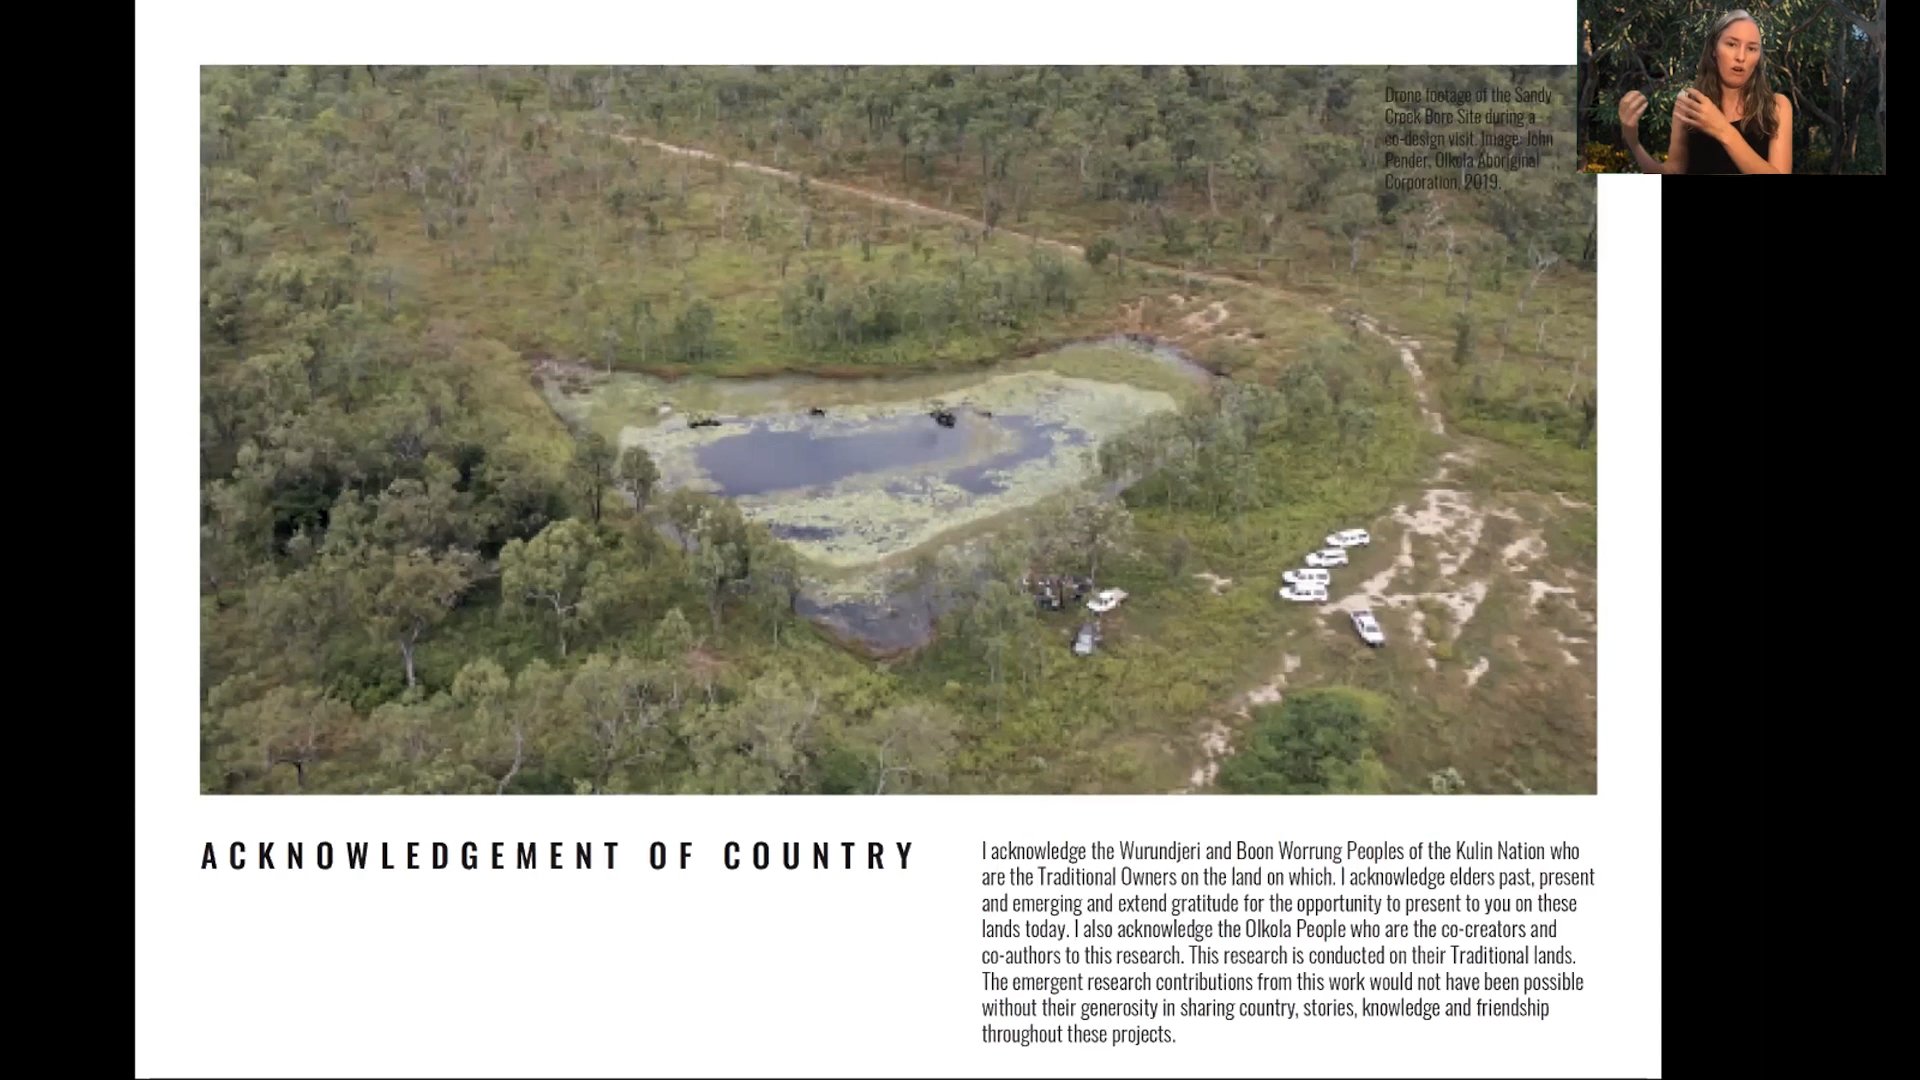 Drone footage of the Sandy
Creek Bore Site during a
co-design visit. Image: John
Pender, Olkola Aboriginal
Corporation, 2019.
ACKNOWLEDGEMENT OF COUNTRY
I acknowledge the Wurundjeri and Boon Worrung Peoples of the Kulin Nation who
are the Traditional Owners on the land on which. I acknowledge elders past, present
and emerging and extend gratitude for the opportunity to present to you on these
lands today. I also acknowledge the Olkola People who are the co-creators and
co-authors to this research. This research is conducted on their Traditional lands.
The emergent research contributions from this work would not have been possible
without their generosity in sharing country, stories, knowledge and friendship
throughout these projects.